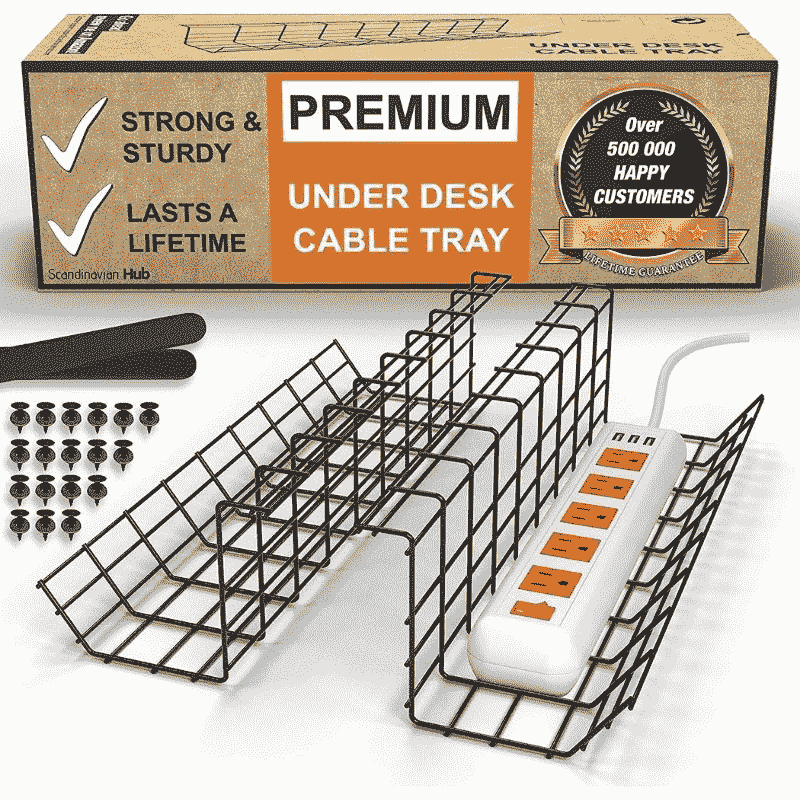 UNDER DESK
CABLE TRAY
STRONG &
STURDY
LASTS A
LIFETIME
Scandinavian Hub
PREMIUM
UNDER DESK
CABLE TRAY
Over
500 000
HAPPY
CUSTOMERS
LIFETIME GUARANTEE